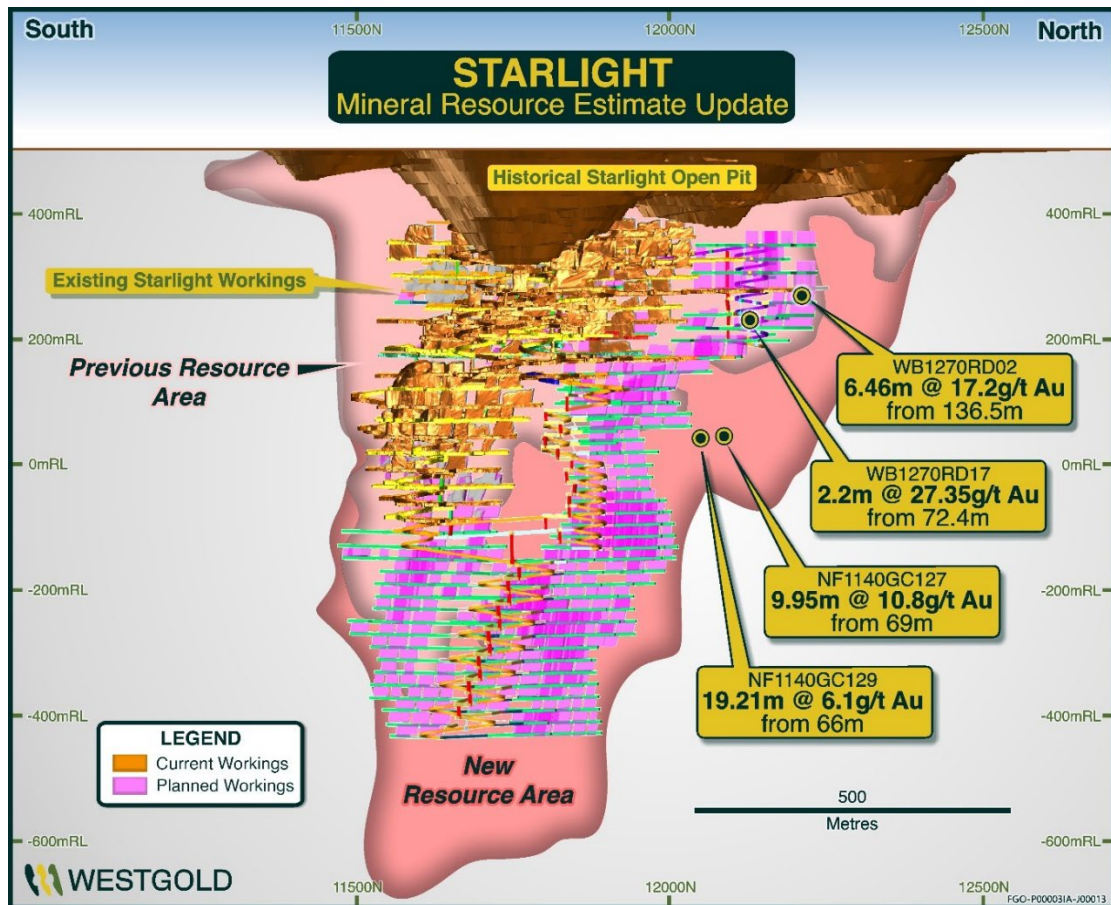 South
11500N
12000N
12500N
North
STARLIGHT
Mineral Resource Estimate Update
Historical Starlight Open Pit
400mRL
400mRL
Existing Starlight Workings
200mRL
200mRL
Previous Resource
Area
WB1270RD02
6.46m @ 17.2g/t Au
from 136.5m
0mRL
0mRL
WB1270RD17
2.2m @ 27.35g/t Au
from 72.4m
-200mRL
-200mRL
NF1140GC127
9.95m @ 10.8g/t Au
from 69m
NF1140GC129
19.21m @ 6.1g/t Au
from 66m
-400mRL
-400mRL
LEGEND
Current Workings
Planned Workings
New
Resource Area
500
Metres
-600mRL
-600mRL
WESTGOLD
11500N
12000N
12500N
FGO-P00003IA-J00013